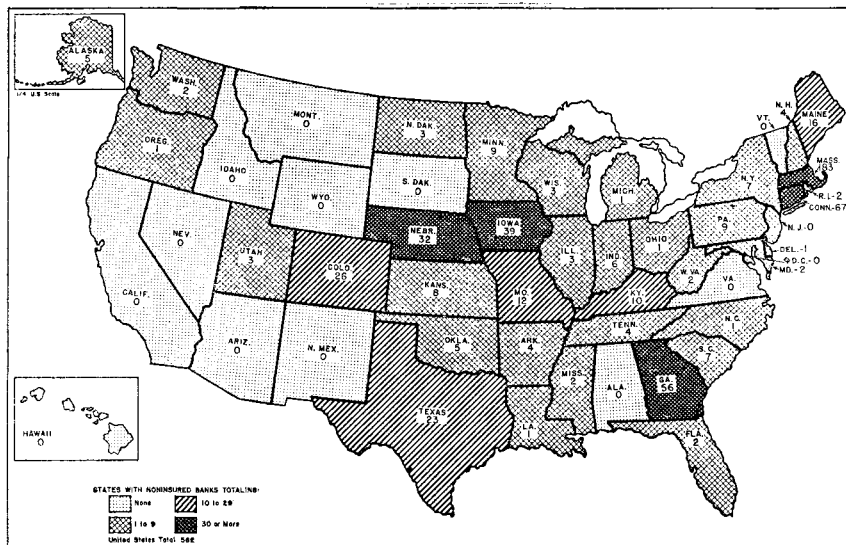 ALASKA
5
1/4 U.S. Scale
WASH.
2
OREG.
1
MONT.
0
IDAHO
0
WYO.
0
N. DAK.
3
S. DAK.
0
MINN.
9
WIS.
3
MICH.
1
N.Y.
7
VT.
0
N. H.
4
MAINE
16
MASS.
183
R.I.-2
CONN.-67
N.J.-0
DEL.-1
D.C.-0
MD.-2
PA.
9
NEBR.
32
IOWA
39
ILL.
3
IND.
6
OHIO
1
W.VA.
2
VA.
0
NEV.
0
UTAH
3
COLO.
26
KANS.
8
MO.
12
KY.
10
CALIF.
0
ARIZ.
0
N. MEX.
0
OKLA.
5
ARK.
4
TENN.
4
N.C.
1
S.C.
7
TEXAS
23
LA.
1
MISS.
2
ALA.
0
GA.
56
FLA.
2
HAWAII
0
STATES WITH NONINSURED BANKS TOTALING:
None
10 to 29
1 to 9
30 or More
United States Total 562